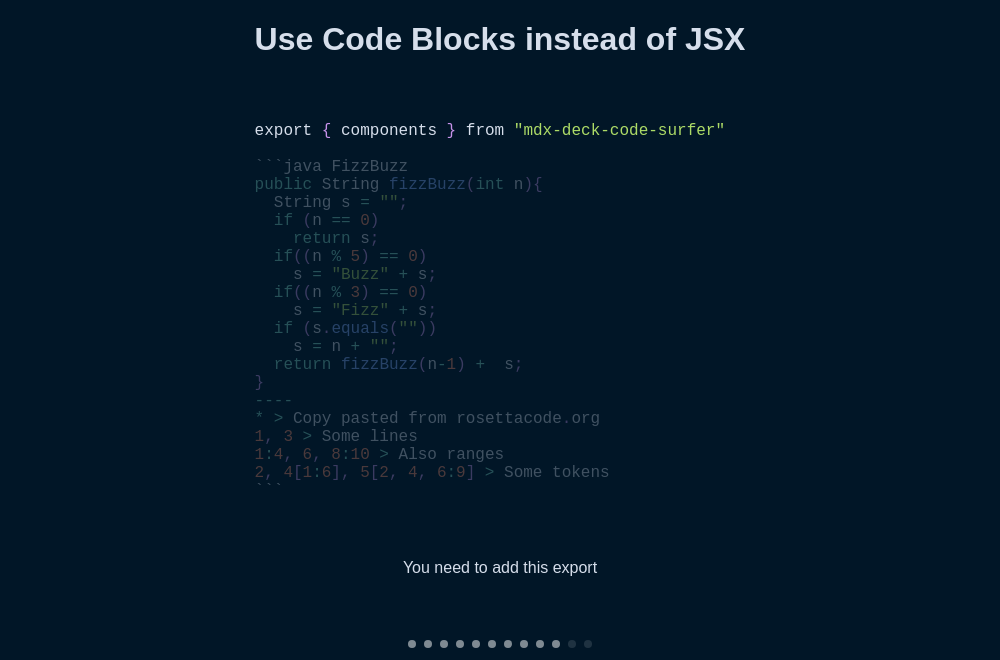 Use Code Blocks instead of JSX
export { components } from "mdx-deck-code-surfer"
```java FizzBuzz
public String fizzBuzz(int n){
  String s = "";
  if (n == 0)
    return s;
  if((n % 5) == 0)
    s = "Buzz" + s;
  if((n % 3) == 0)
    s = "Fizz" + s;
  if (s.equals(""))
    s = n + "";
  return fizzBuzz(n-1) +  s;
}
----
* > Copy pasted from rosettacode.org
1, 3 > Some lines
1:4, 6, 8:10 > Also ranges
2, 4[1:6], 5[2, 4, 6:9] > Some tokens
```
You need to add this export